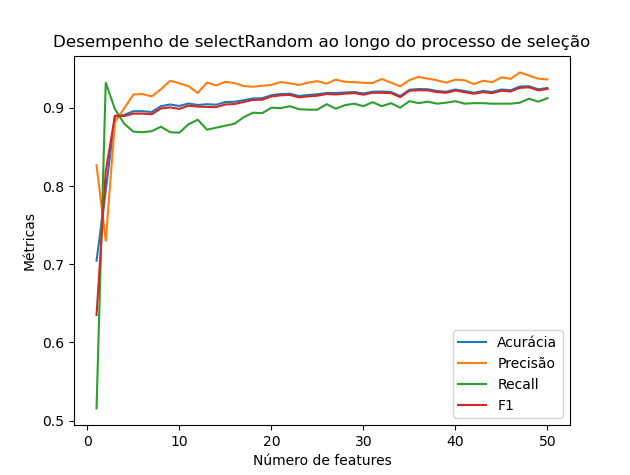 Desempenho de selectRandom ao longo do processo de seleção
Métricas
0.9
0.8
0.7
0.6
0.5
0
10
20
30
40
50
Número de features
Acurácia
Precisão
Recall
F1